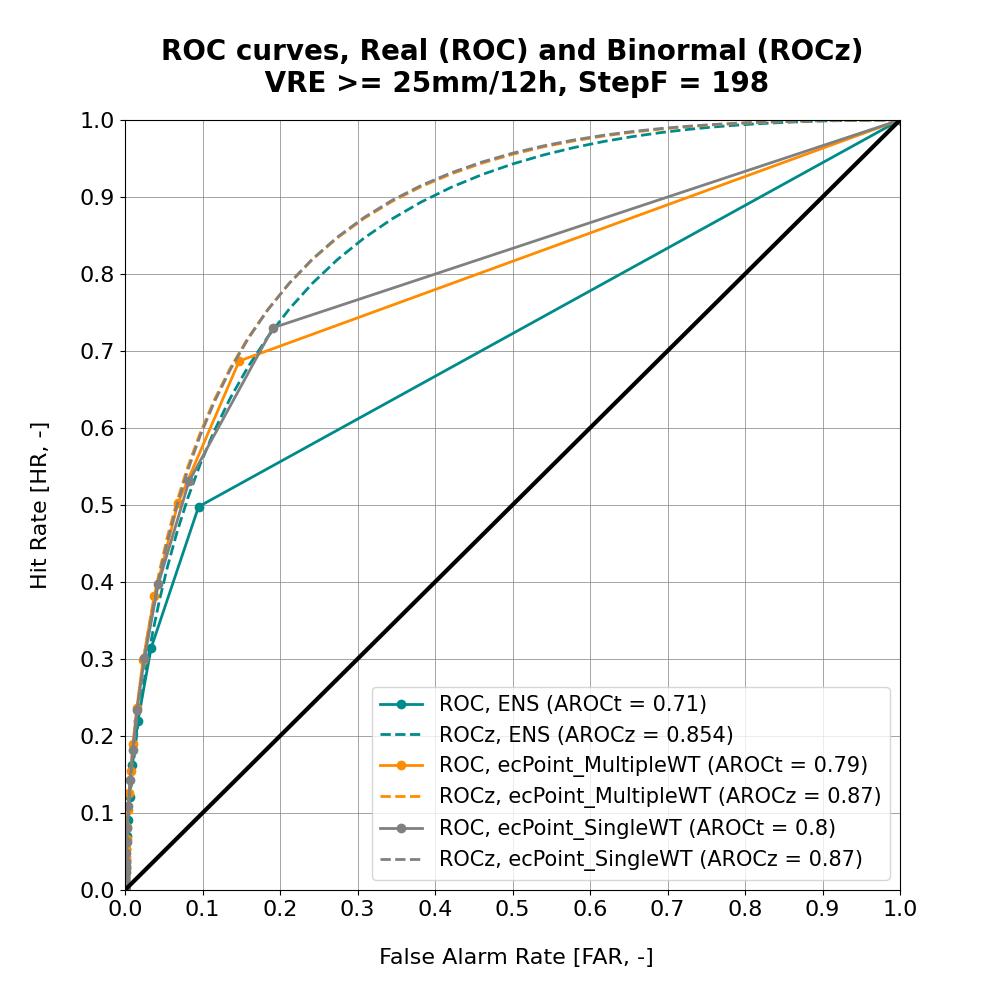 ROC curves, Real (ROC) and Binormal (ROCz)
VRE >= 25mm/12h, StepF = 198
1.0
0.9
0.8
0.7
0.6
0.5
0.4
0.3
0.2
0.1
0.0
Hit Rate [HR, -]
ROC, ENS (AROCt = 0.71)
ROCz, ENS (AROCz = 0.854)
ROC, ecPoint_MultipleWT (AROCt = 0.79)
ROCz, ecPoint_MultipleWT (AROCz = 0.87)
ROC, ecPoint_SingleWT (AROCt = 0.8)
ROCz, ecPoint_SingleWT (AROCz = 0.87)
0.0 0.1 0.2 0.3 0.4 0.5 0.6 0.7 0.8 0.9 1.0
False Alarm Rate [FAR, -]